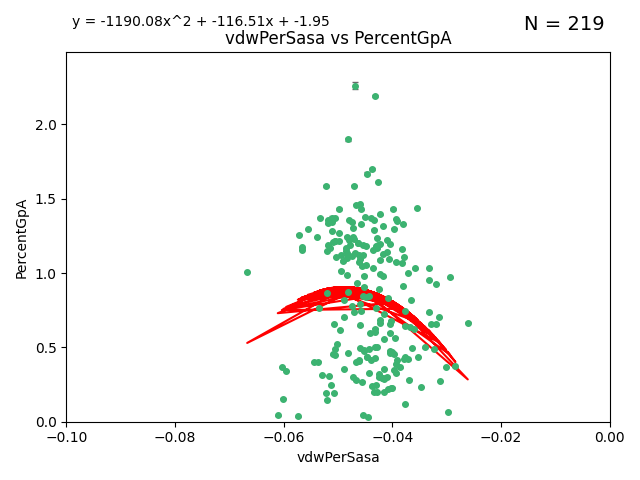 y = -1190.08x^2 + -116.51x + -1.95
N = 219
vdwPerSasa vs PercentGpA
PercentGpA
2.0
1.5
1.0
0.5
0.0
−0.10
−0.08
−0.06
−0.04
−0.02
0.00
vdwPerSasa